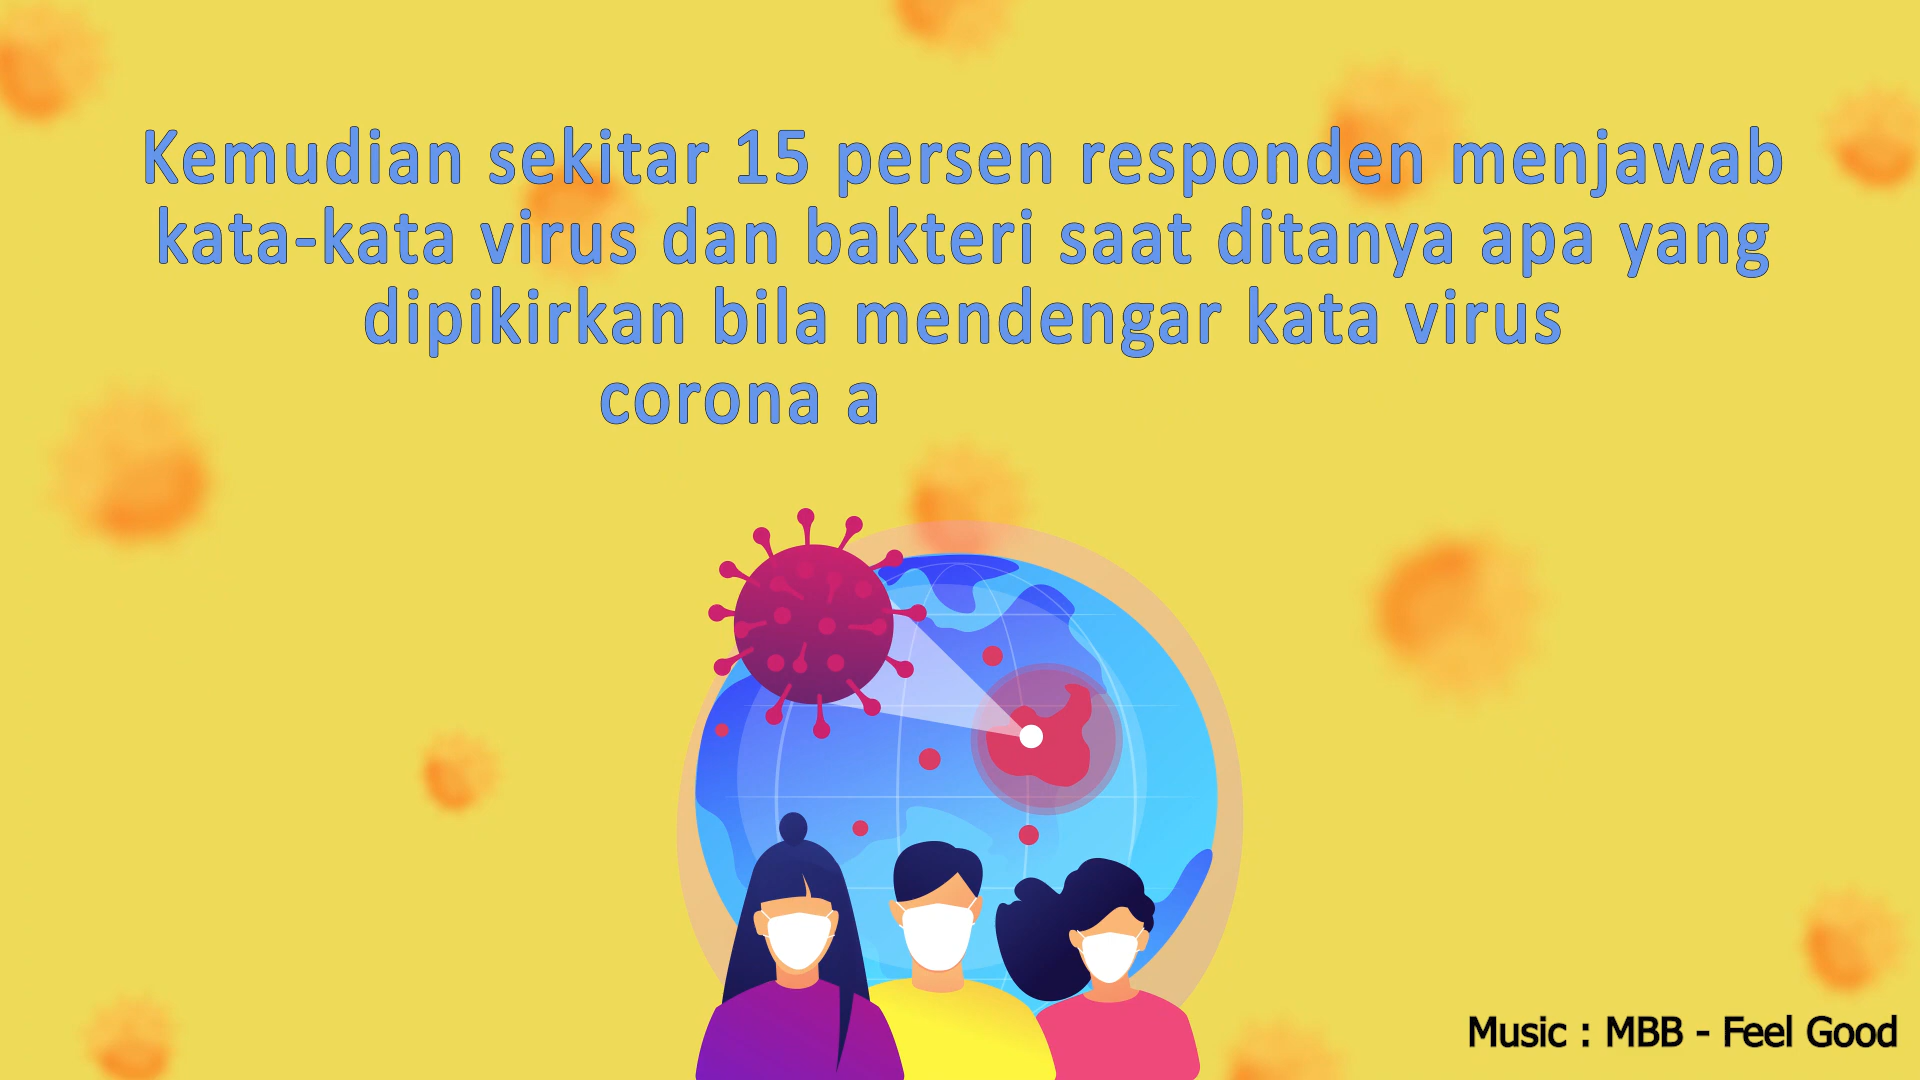 Kemudian sekitar 15 persen responden menjawab
kata-kata virus dan bakteri saat ditanya apa yang
dipikirkan bila mendengar kata virus
corona a
Music : MBB - Feel Good